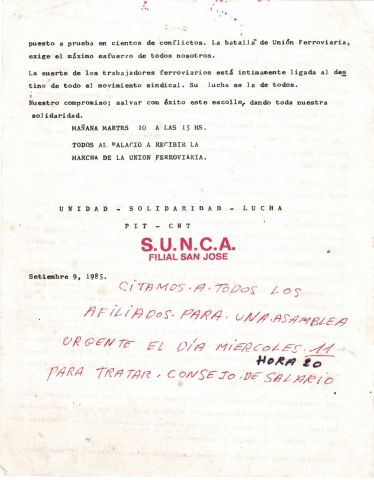 puesto a prueba en cientos de conflictos. La batalla de Unión Ferroviaria,
exige el máximo esfuerzo de todos nosotros.
La suerte de los trabajadores ferroviarios está intimamente ligada al des
tino de todo el movimiento sindical. Su lucha es la de todos.
Nuestro compromiso; salvar con éxito este escollo, dando toda nuestra
solidaridad.
MAÑANA MARTES 10 A LAS 15 HS.
TODOS AL PALACIO A RECIBIR LA
MARCHA DE LA UNION FERROVIARIA.
UNIDAD - SOLIDARIDAD - LUCHA
PIT - CNT
S.U.N.C.A.
FILIAL SAN JOSE
Setiembre 9, 1985.
CITAMOS. A. TODOS LOS
AFILIADOS. PARA. UNA. ASAMBLEA
URGENTE EL DÍA MIERCOLES. 11
HORA 20
PARA TRATAR. CONSEJO. DE. SALARIO